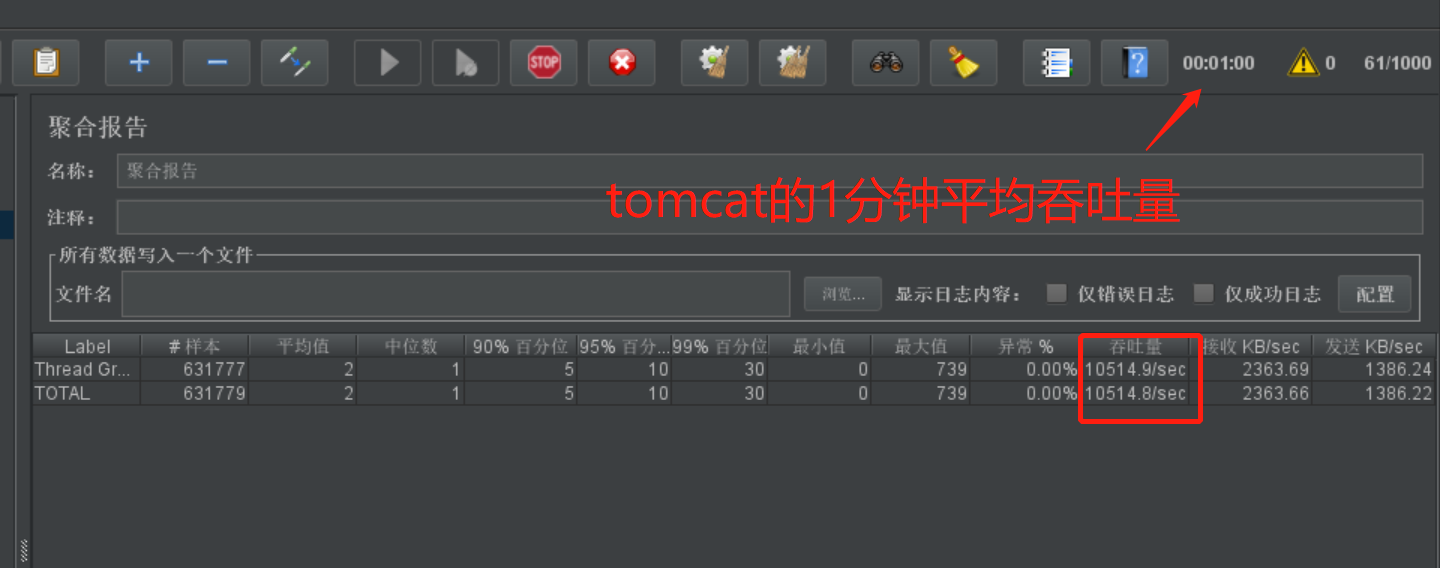 STOP
?
00:01:00
0
61/1000
聚合报告
名称：
聚合报告
tomcat的1分钟平均吞吐量
注释：
所有数据写入一个文件
文件名
浏览...
显示日志内容：
仅错误日志
仅成功日志
配置
Label # 样本 平均值 中位数 90% 百分位 95% 百分... 99% 百分位 最小值 最大值 异常 % 吞吐量 接收 KB/sec 发送 KB/sec
Thread Gr... 631777 2 1 5 10 30 0 739 0.00% 10514.9/sec 2363.69 1386.24
TOTAL 631779 2 1 5 10 30 0 739 0.00% 10514.8/sec 2363.66 1386.22